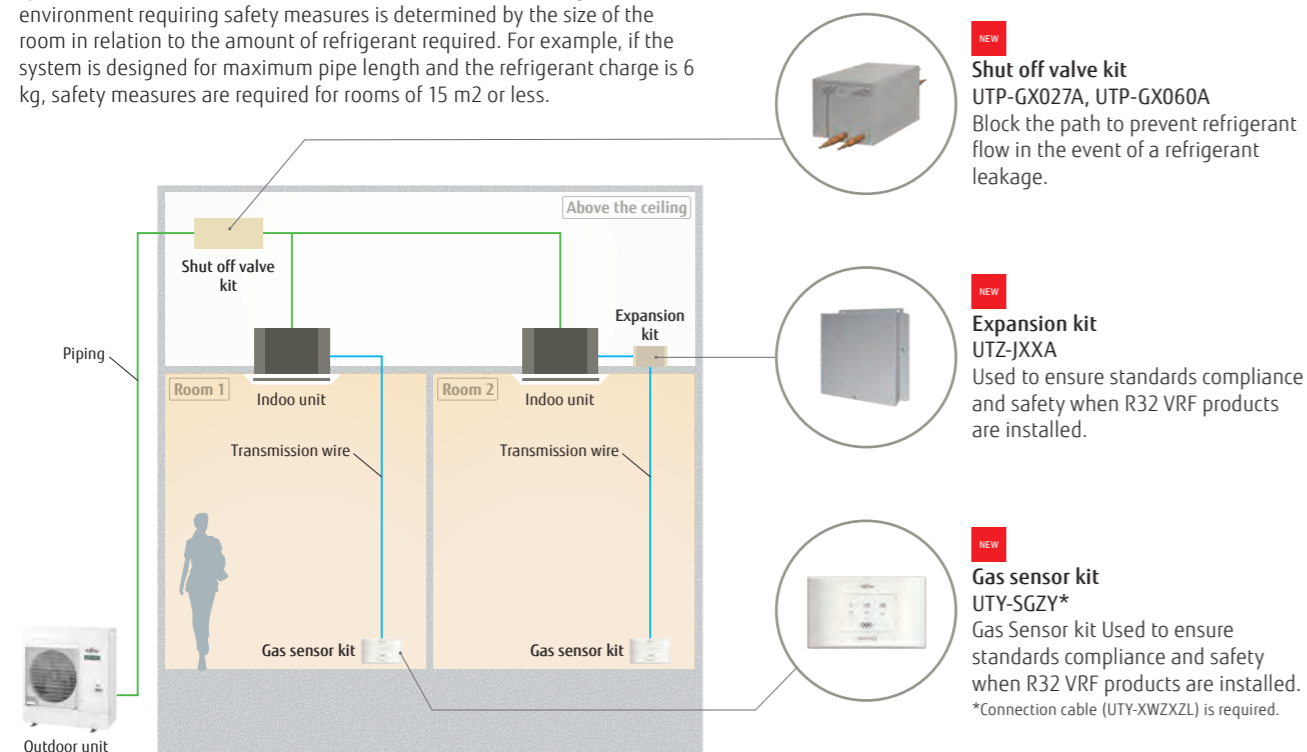 environment requiring safety measures is determined by the size of the
room in relation to the amount of refrigerant required. For example, if the
system is designed for maximum pipe length and the refrigerant charge is 6
kg, safety measures are required for rooms of 15 m2 or less.
NEW
Shut off valve kit
UTP-GX027A, UTP-GX060A
Block the path to prevent refrigerant
flow in the event of a refrigerant
leakage.
Above the ceiling
Shut off valve
kit
Expansion
kit
Piping
Room 1
Indoo unit
Room 2
Indoo unit
Transmission wire
Transmission wire
NEW
Expansion kit
UTZ-JXXA
Used to ensure standards compliance
and safety when R32 VRF products
are installed.
Gas sensor kit
Gas sensor kit
Outdoor unit
NEW
Gas sensor kit
UTY-SGZY*
Gas Sensor kit Used to ensure
standards compliance and safety
when R32 VRF products are installed.
*Connection cable (UTY-XWZXZL) is required.